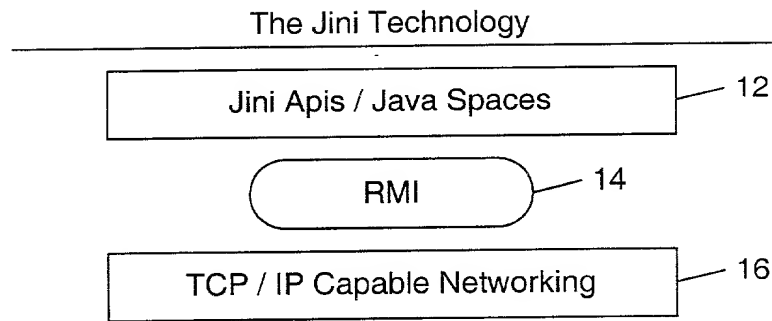 The Jini Technology
Jini Apis / Java Spaces 12
RMI 14
TCP / IP Capable Networking 16